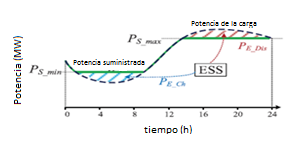 Potencia de la carga
P_S_max
P_E_Dis
Potencia suministrada
P_S_min
ESS
P_E_Ch
Potencia (MW)
0 4 8 12 16 20 24
tiempo (h)